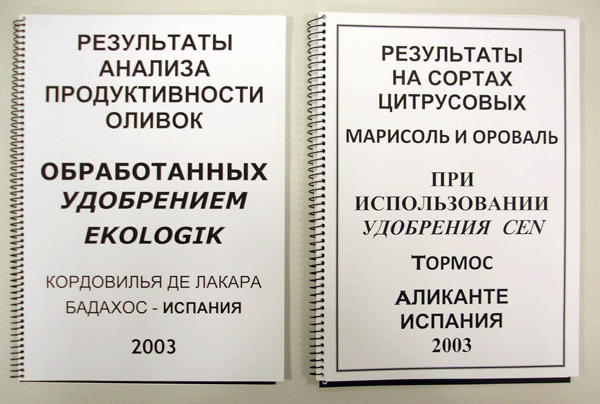 РЕЗУЛЬТАТЫ
АНАЛИЗА
ПРОДУКТИВНОСТИ
ОЛИВОК
ОБРАБОТАННЫХ
УДОБРЕНИЕМ
EKOLOGIK
КОРДОВИЛЬЯ ДЕ ЛАКАРА
БАДАХОС - ИСПАНИЯ
2003
РЕЗУЛЬТАТЫ
НА СОРТАХ
ЦИТРУСОВЫХ
МАРИСОЛЬ И ОРОВАЛЬ
ПРИ
ИСПОЛЬЗОВАНИИ
УДОБРЕНИЯ CEN
ТОРМОС
АЛИКАНТЕ
ИСПАНИЯ
2003